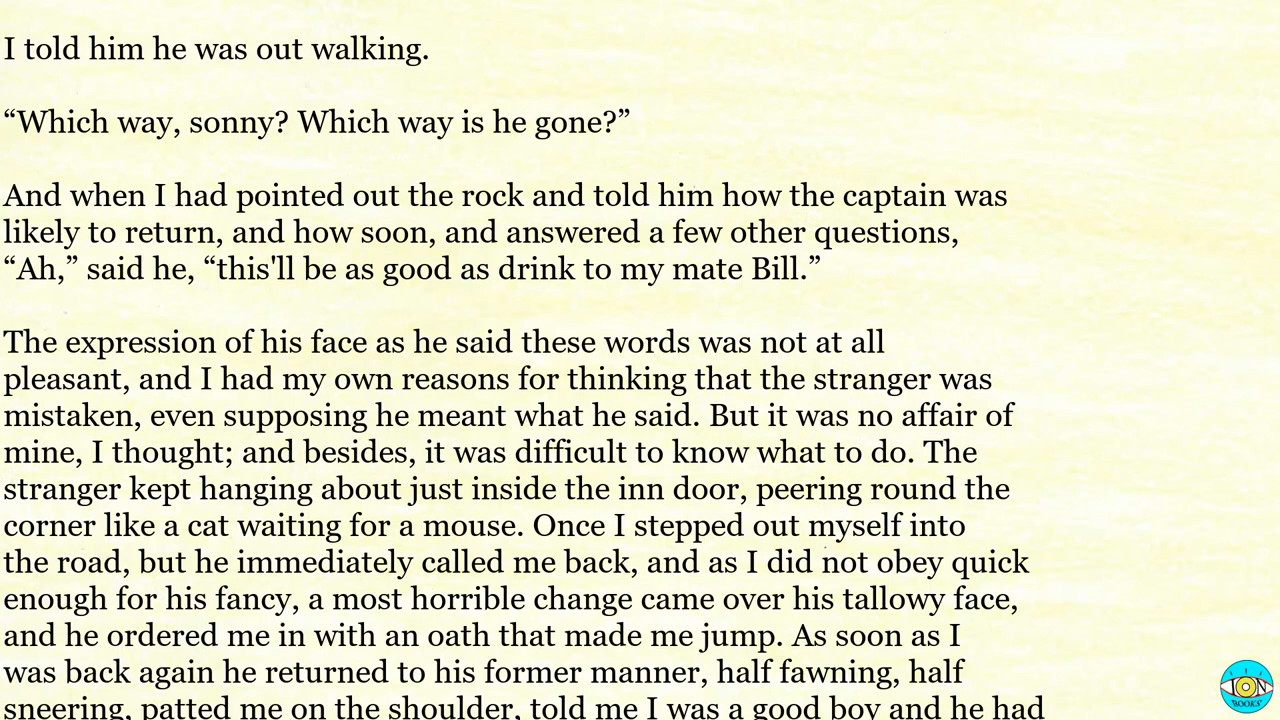 I told him he was out walking.
“Which way, sonny? Which way is he gone?”
And when I had pointed out the rock and told him how the captain was
likely to return, and how soon, and answered a few other questions,
“Ah,” said he, “this'll be as good as drink to my mate Bill.”
The expression of his face as he said these words was not at all
pleasant, and I had my own reasons for thinking that the stranger was
mistaken, even supposing he meant what he said. But it was no affair of
mine, I thought; and besides, it was difficult to know what to do. The
stranger kept hanging about just inside the inn door, peering round the
corner like a cat waiting for a mouse. Once I stepped out myself into
the road, but he immediately called me back, and as I did not obey quick
enough for his fancy, a most horrible change came over his tallowy face,
and he ordered me in with an oath that made me jump. As soon as I
was back again he returned to his former manner, half fawning, half
sneering, patted me on the shoulder, told me I was a good boy and he had
ION
BOOKS